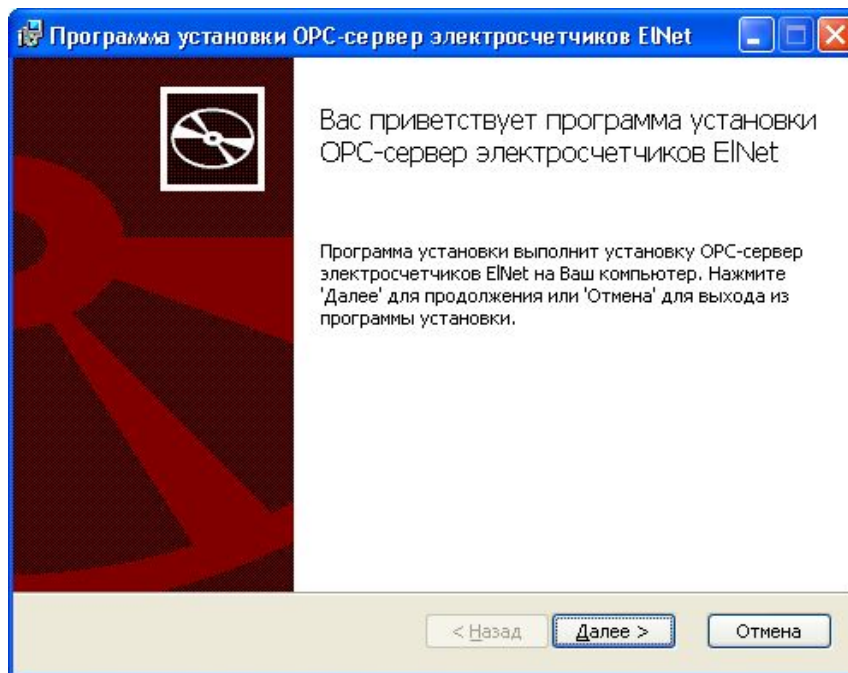 Программа установки OPC-сервер электросчетчиков ElNet
Вас приветствует программа установки
OPC-сервер электросчетчиков ElNet
Программа установки выполнит установку OPC-сервер
электросчетчиков ElNet на Ваш компьютер. Нажмите
'Далее' для продолжения или 'Отмена' для выхода из
программы установки.
< Назад
Далее >
Отмена